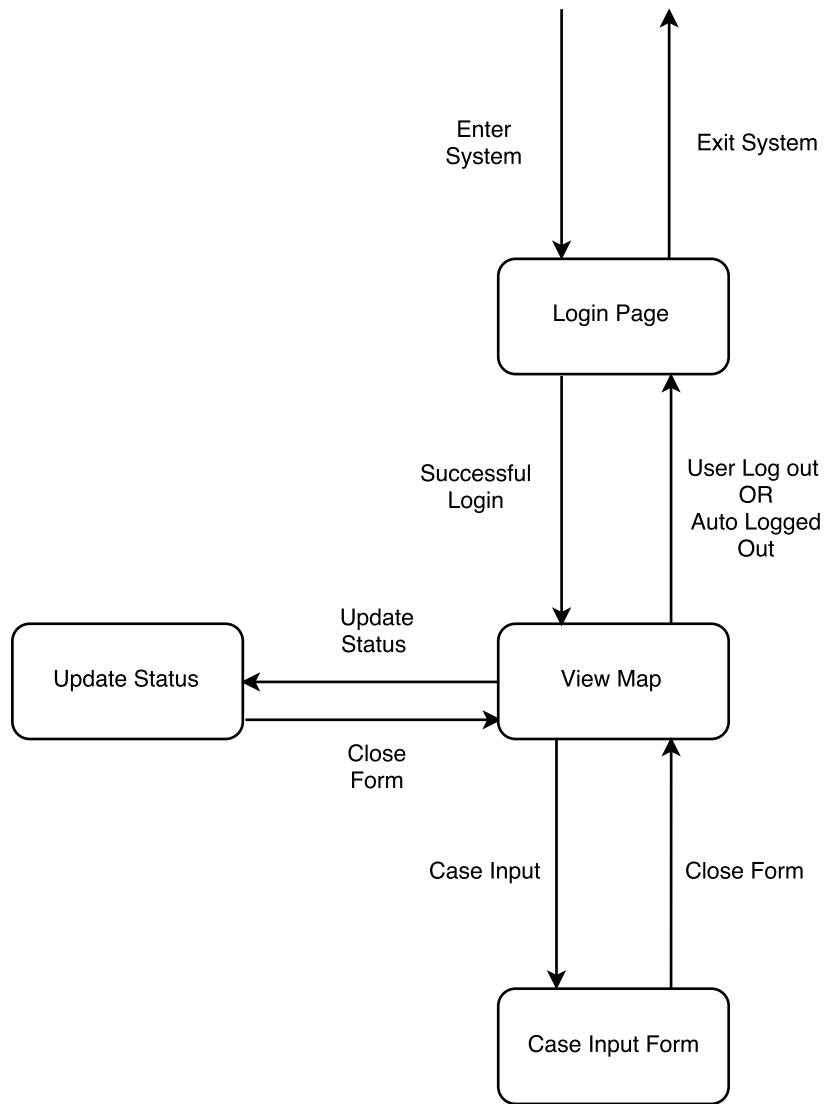 Enter
System
Exit System
Login Page
Successful
Login
User Log out
OR
Auto Logged
Out
Update
Status
Update Status
View Map
Close
Form
Case Input
Close Form
Case Input Form